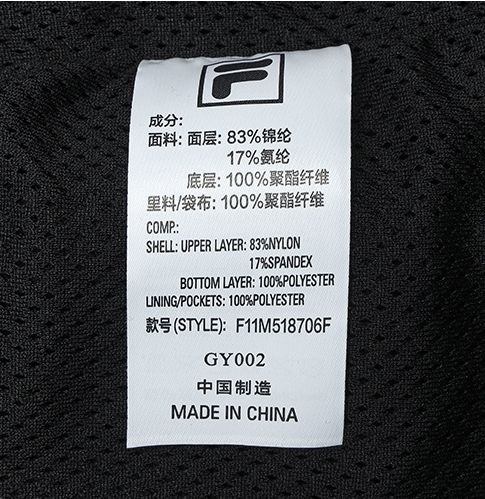 F
成分:
面料: 面层: 83%锦纶
17%氨纶
底层: 100%聚酯纤维
里料/袋布: 100%聚酯纤维
COMP.:
SHELL: UPPER LAYER: 83%NYLON
17%SPANDEX
BOTTOM LAYER: 100%POLYESTER
LINING/POCKETS: 100%POLYESTER
款号(STYLE): F11M518706F
GY002
中国制造
MADE IN CHINA